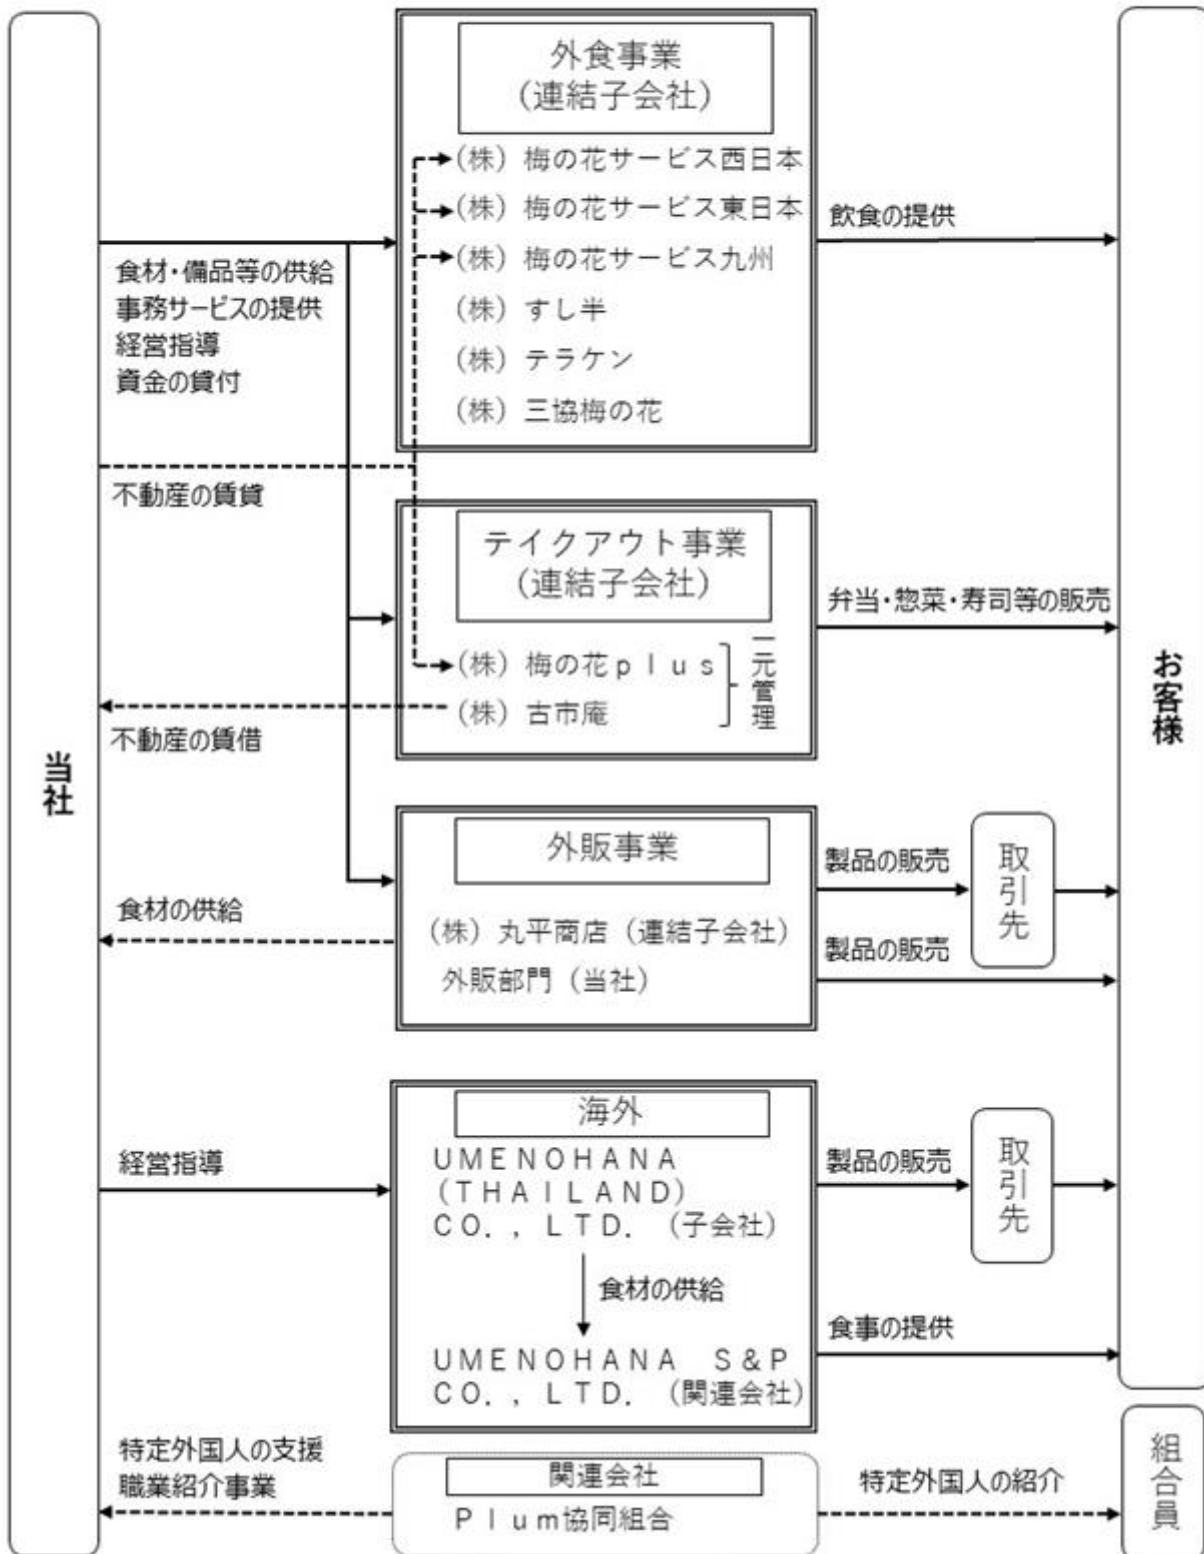 当社
外食事業
(連結子会社)
(株) 梅の花サービス西日本
(株) 梅の花サービス東日本
(株) 梅の花サービス九州
(株) すし半
(株) テラケン
(株) 三協梅の花
食材・備品等の供給
事務サービスの提供
経営指導
資金の貸付
不動産の賃貸
飲食の提供
テイクアウト事業
(連結子会社)
(株) 梅の花ｐｌｕｓ
(株) 古市庵
一元管理
不動産の賃借
弁当・惣菜・寿司等の販売
お客様
外販事業
(株) 丸平商店 (連結子会社)
外販部門 (当社)
食材の供給
製品の販売
取引先
製品の販売
海外
ＵＭＥＮＯＨＡＮＡ
(ＴＨＡＩＬＡＮＤ)
ＣＯ．，ＬＴＤ．(子会社)
食材の供給
ＵＭＥＮＯＨＡＮＡ　Ｓ＆Ｐ
ＣＯ．，ＬＴＤ．(関連会社)
経営指導
製品の販売
取引先
食事の提供
特定外国人の支援
職業紹介事業
関連会社
Ｐｌｕｍ協同組合
特定外国人の紹介
組合員